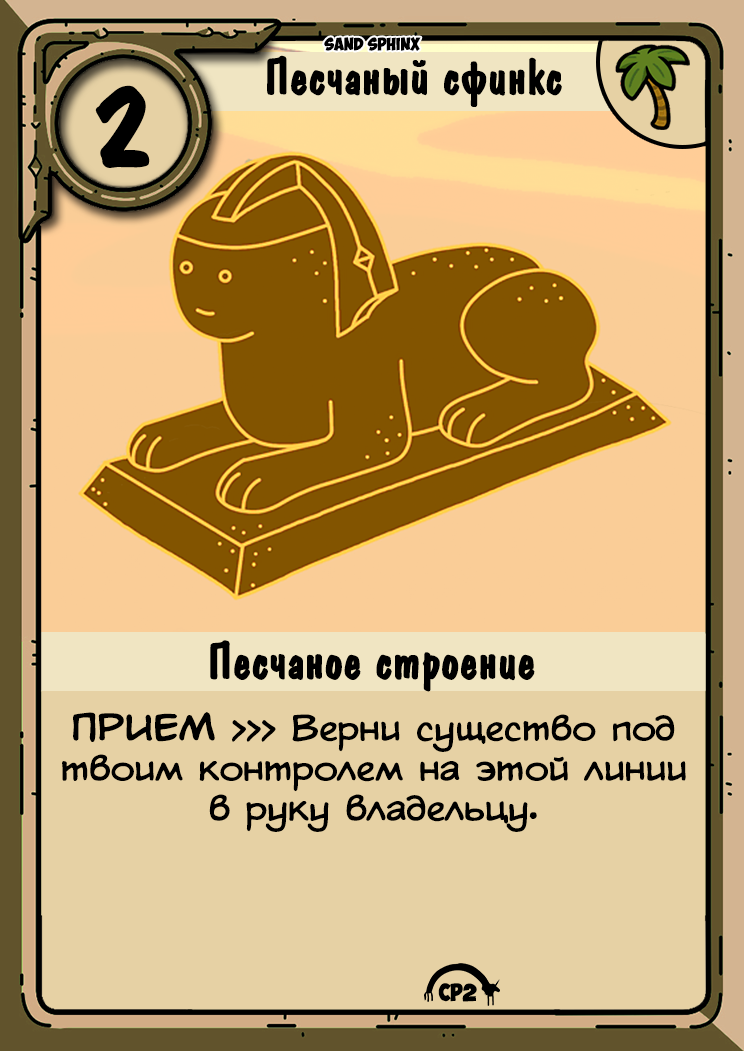 SAND SPHINX
Песчаный сфинкс
2
Песчаное строение
ПРИЕМ >>> Верни существо под
твоим контролем на этой линии
в руку владельцу.
CP2